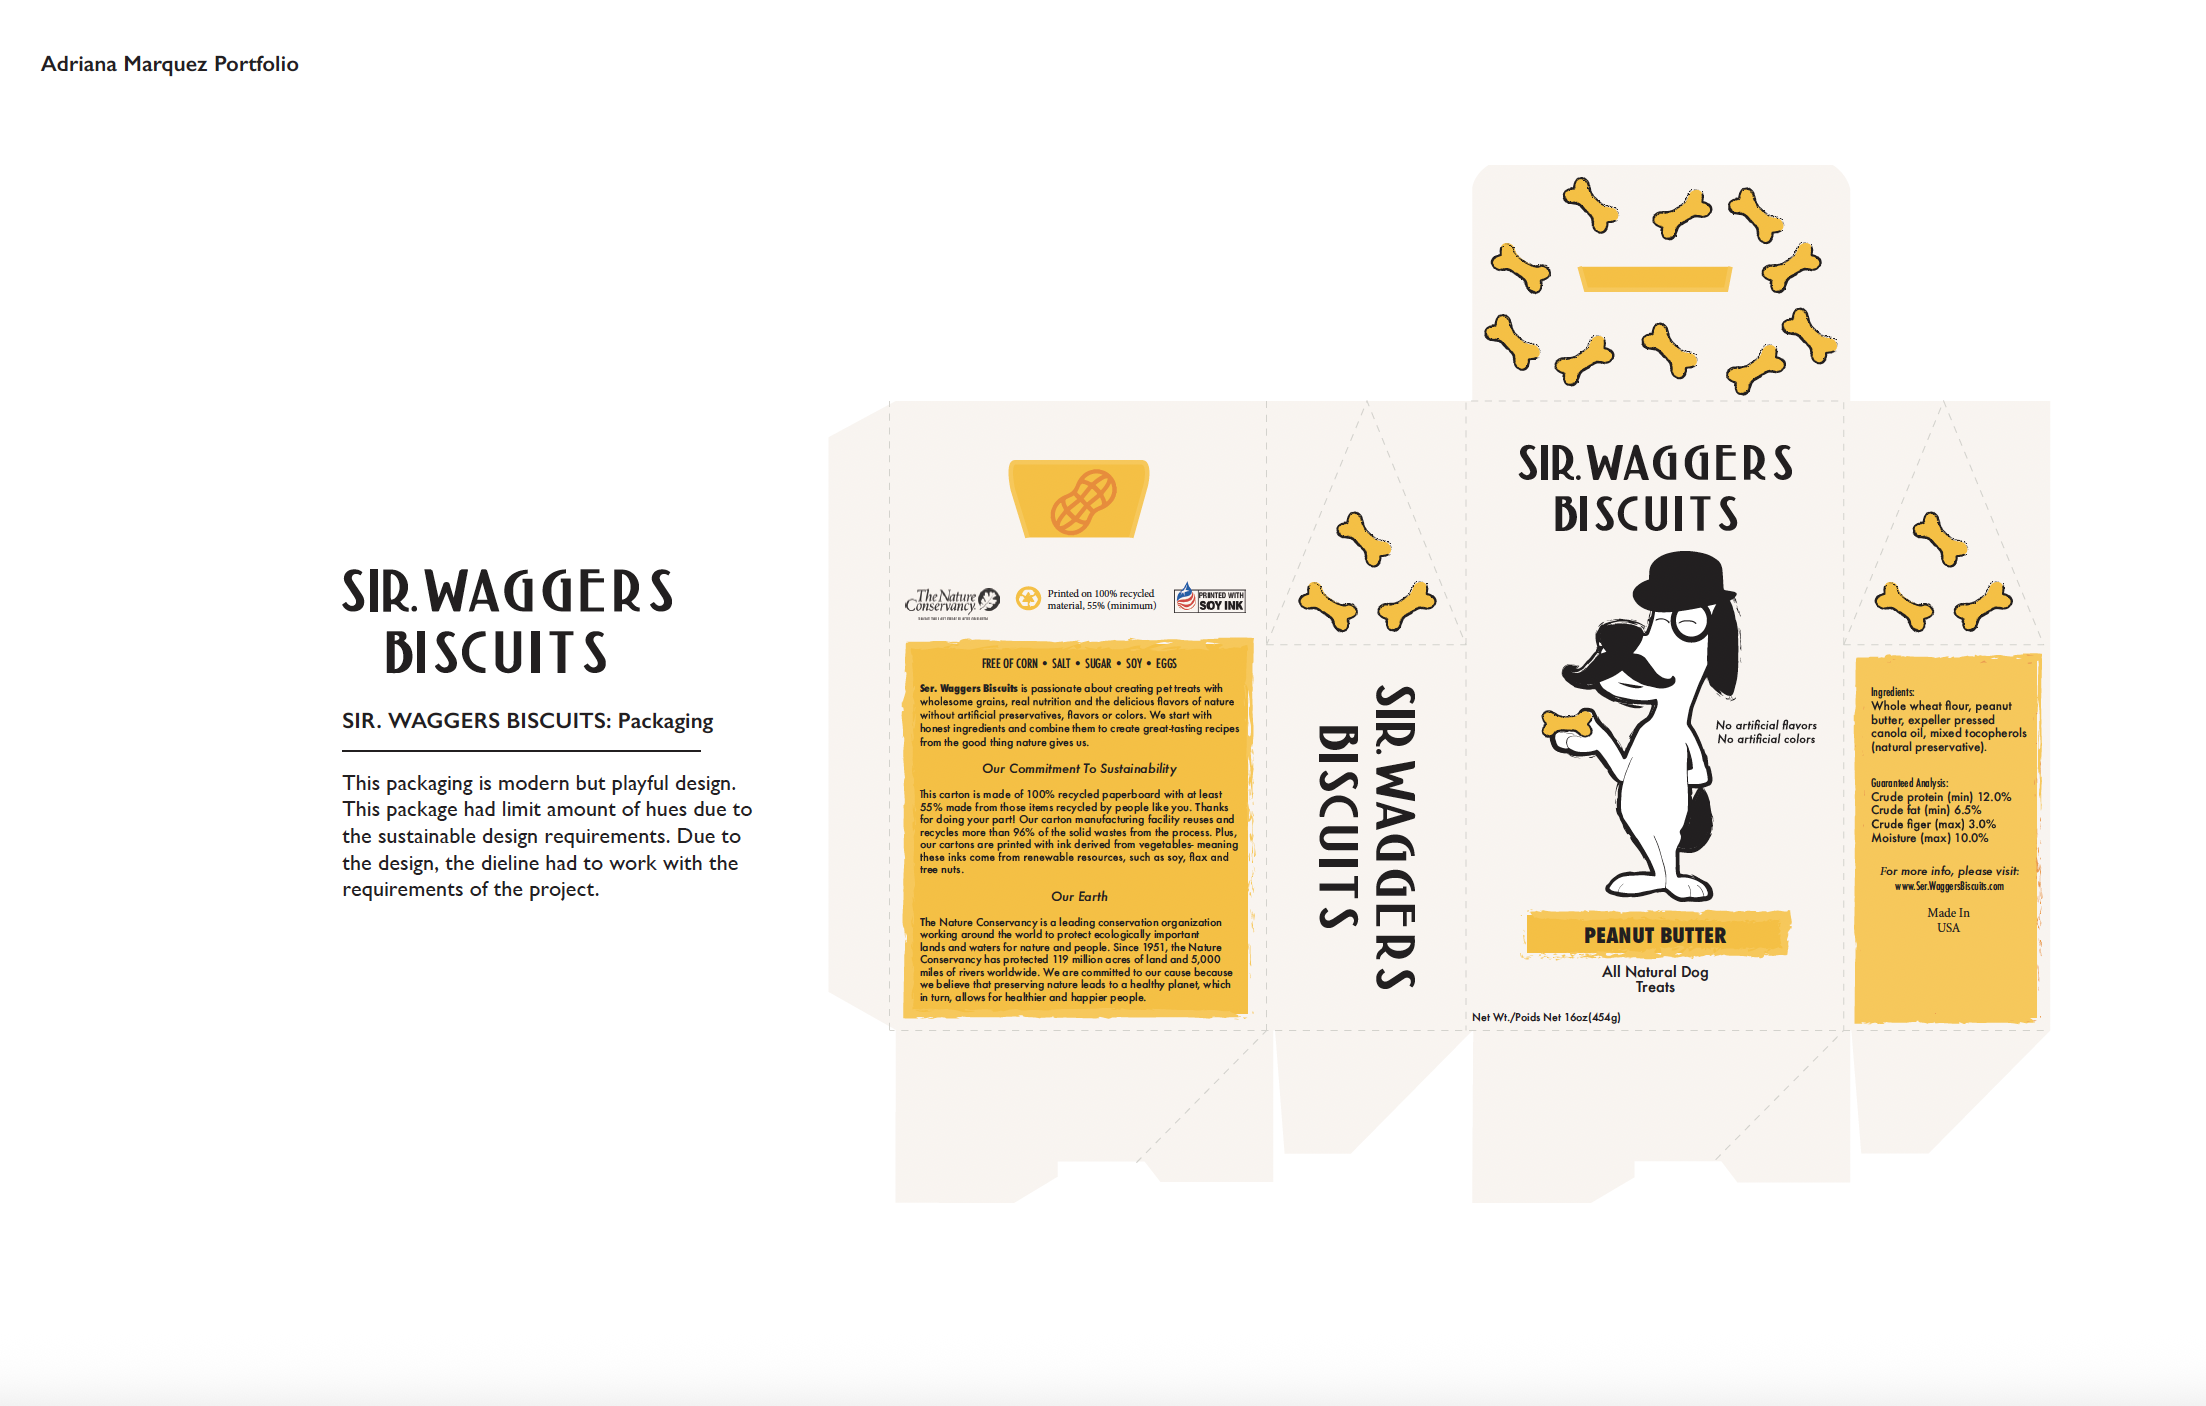 Adriana Marquez Portfolio
SIR. WAGGERS
BISCUITS
SIR. WAGGERS BISCUITS: Packaging
This packaging is modern but playful design.
This package had limit amount of hues due to
the sustainable design requirements. Due to
the design, the dieline had to work with the
requirements of the project.
The Nature
Conservancy
Printed on 100% recycled
material, 55% (minimum)
PRINTED WITH
SOY INK
FREE OF CORN • SALT • SUGAR • SOY • EGGS
Ser. Waggers Biscuits is passionate about creating pet treats with
wholesome grains, real nutrition and the delicious flavors of nature
without artificial preservatives, flavors or colors. We start with
honest ingredients and combine them to create great-tasting recipes
from the good thing nature gives us.
Our Commitment To Sustainability
This carton is made of 100% recycled paperboard with at least
55% made from those items recycled by people like you. Thanks
for doing your part! Our carton manufacturing facility reuses and
recycles more than 96% of the solid wastes from the process. Plus,
our cartons are printed with ink derived from vegetables- meaning
these inks come from renewable resources, such as soy, flax and
tree nuts.
Our Earth
The Nature Conservancy is a leading conservation organization
working around the world to protect ecologically important
lands and waters for nature and people. Since 1951, the Nature
Conservancy has protected 119 million acres of land and 5,000
miles of rivers worldwide. We are committed to our cause because
we believe that preserving nature leads to a healthy planet, which
in turn, allows for healthier and happier people.
SIR. WAGGERS
BISCUITS
SIR. WAGGERS
BISCUITS
No artificial flavors
No artificial colors
PEANUT BUTTER
All Natural Dog
Treats
Net Wt./Poids Net 16oz(454g)
Ingredients:
Whole wheat flour, peanut
butter, expeller pressed
canola oil, mixed tocopherols
(natural preservative).
Guaranteed Analysis:
Crude protein (min) 12.0%
Crude fat (min) 6.5%
Crude figer (max) 3.0%
Moisture (max) 10.0%
For more info, please visit:
www.Ser.WaggersBiscuits.com
Made In
USA